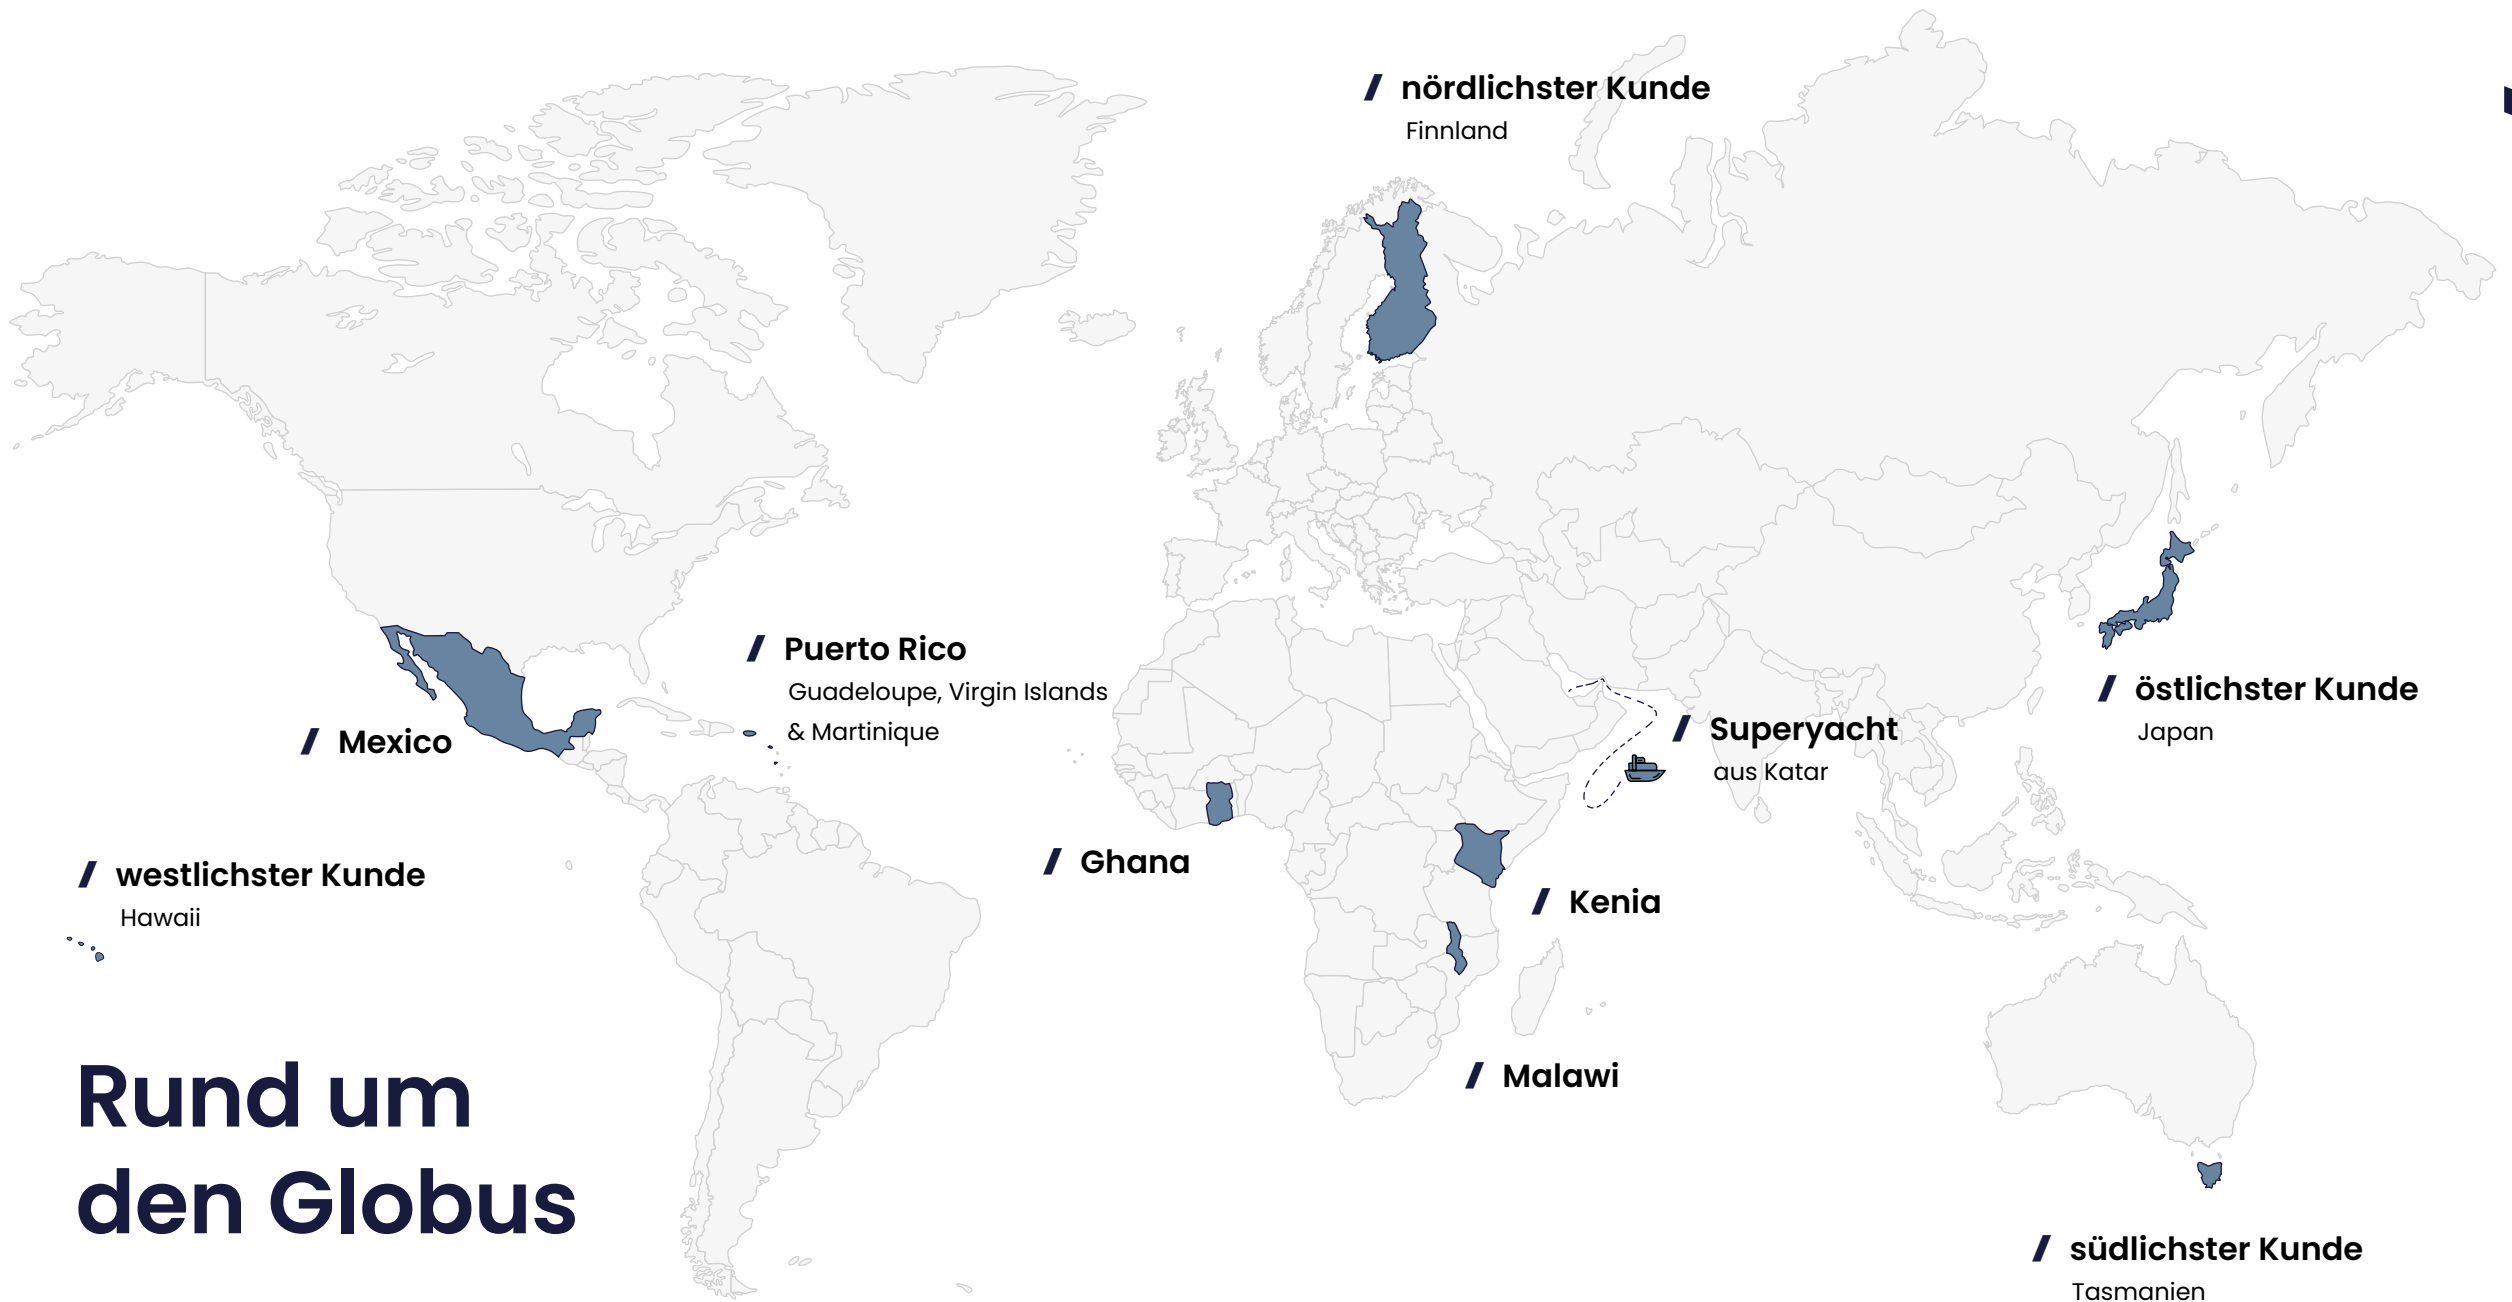 nördlichster Kunde
Finnland
Puerto Rico
Guadeloupe, Virgin Islands
& Martinique
Mexico
Superyacht
aus Katar
östlichster Kunde
Japan
westlichster Kunde
Hawaii
Ghana
Kenia
Malawi
Rund um
den Globus
südlichster Kunde
Tasmanien